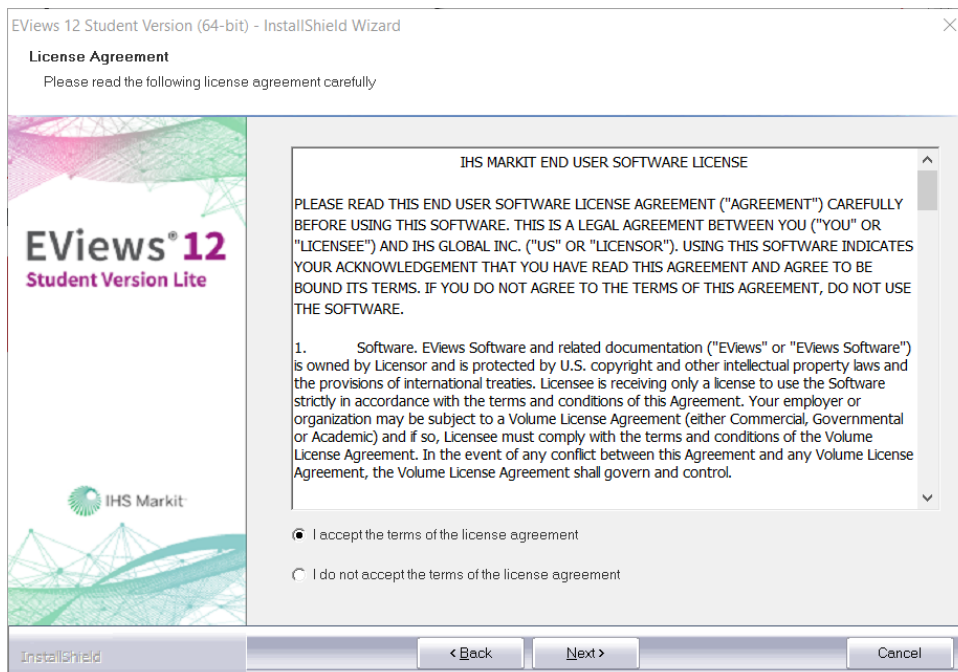 EViews 12 Student Version (64-bit) - InstallShield Wizard
License Agreement
Please read the following license agreement carefully
EViews® 12
Student Version Lite
IHS Markit
IHS MARKIT END USER SOFTWARE LICENSE
PLEASE READ THIS END USER SOFTWARE LICENSE AGREEMENT ("AGREEMENT") CAREFULLY
BEFORE USING THIS SOFTWARE. THIS IS A LEGAL AGREEMENT BETWEEN YOU ("YOU" OR
"LICENSEE") AND IHS GLOBAL INC. ("US" OR "LICENSOR"). USING THIS SOFTWARE INDICATES
YOUR ACKNOWLEDGEMENT THAT YOU HAVE READ THIS AGREEMENT AND AGREE TO BE
BOUND ITS TERMS. IF YOU DO NOT AGREE TO THE TERMS OF THIS AGREEMENT, DO NOT USE
THE SOFTWARE.
1. Software. EViews Software and related documentation ("EViews" or "EViews Software")
is owned by Licensor and is protected by U.S. copyright and other intellectual property laws and
the provisions of international treaties. Licensee is receiving only a license to use the Software
strictly in accordance with the terms and conditions of this Agreement. Your employer or
organization may be subject to a Volume License Agreement (either Commercial, Governmental
or Academic) and if so, Licensee must comply with the terms and conditions of the Volume
License Agreement. In the event of any conflict between this Agreement and any Volume License
Agreement, the Volume License Agreement shall govern and control.
I accept the terms of the license agreement
I do not accept the terms of the license agreement
InstallShield
< Back
Next >
Cancel